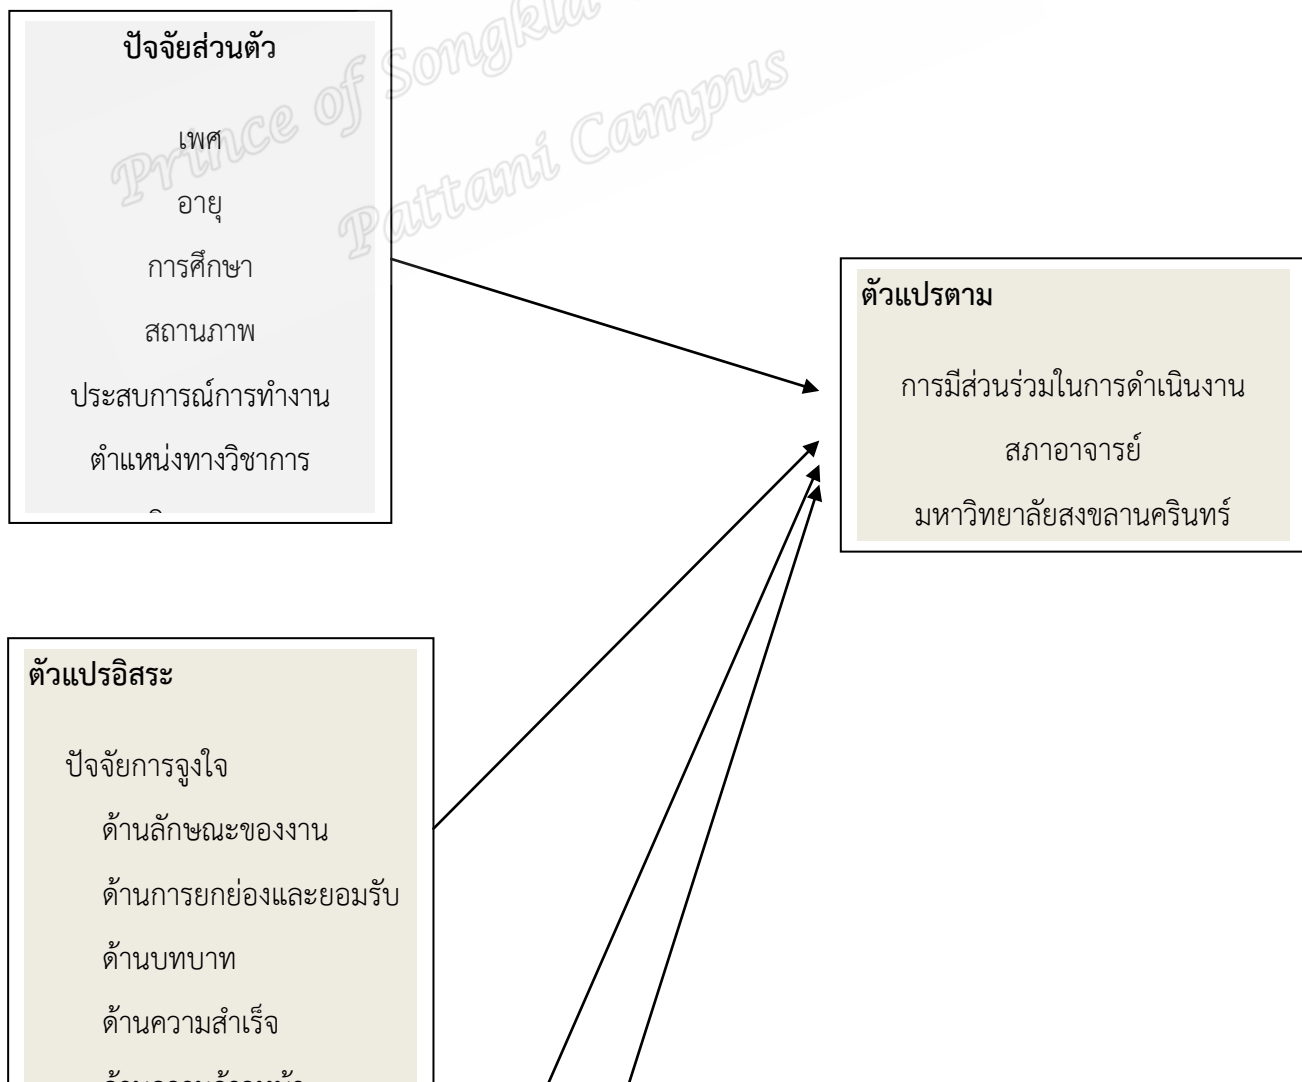 Prince of Songkla
Pattani Campus
ปัจจัยส่วนตัว
เพศ
อายุ
การศึกษา
สถานภาพ
ประสบการณ์การทำงาน
ตำแหน่งทางวิชาการ
ตัวแปรตาม
การมีส่วนร่วมในการดำเนินงาน
สภาอาจารย์
มหาวิทยาลัยสงขลานครินทร์
ตัวแปรอิสระ
ปัจจัยการจูงใจ
ด้านลักษณะของงาน
ด้านการยกย่องและยอมรับ
ด้านบทบาท
ด้านความสำเร็จ